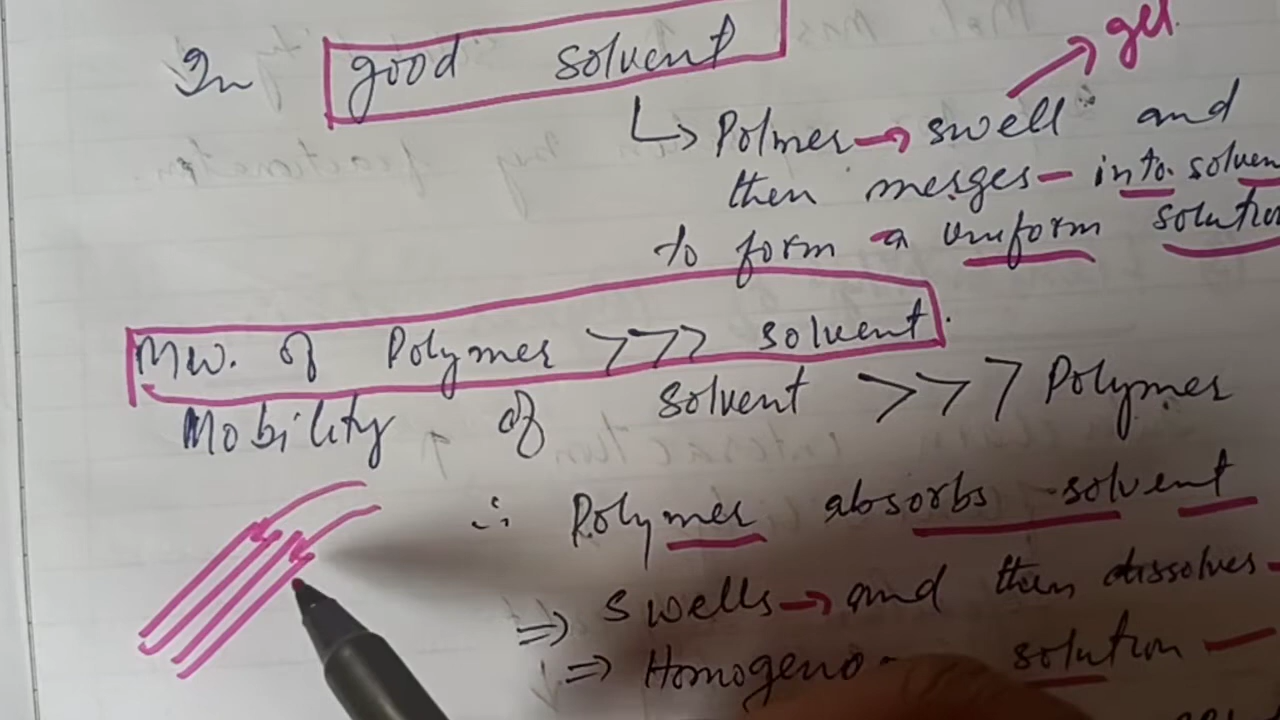 In good solvent
gel
↳ Polmer → swell and
then merges – into solven
to form a uniform solution
MW. of Polymer >>> solvent.
Mobility of solvent >>> Polymer
∴ Polymer absorbs solvent
⇒ Swells → and then dissolves –
⇒ Homogeno solution –